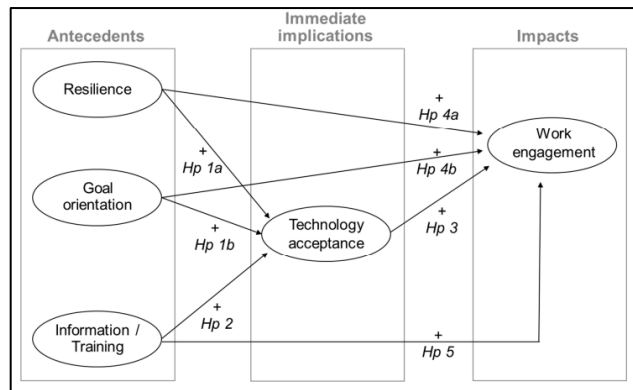 Antecedents
Immediate
implications
Impacts
Resilience
+
Hp 4a
Work
engagement
+
Hp 1a
+
Hp 4b
Goal
orientation
+
Hp 1b
Technology
acceptance
+
Hp 3
+
Hp 2
Information /
Training
+
Hp 5